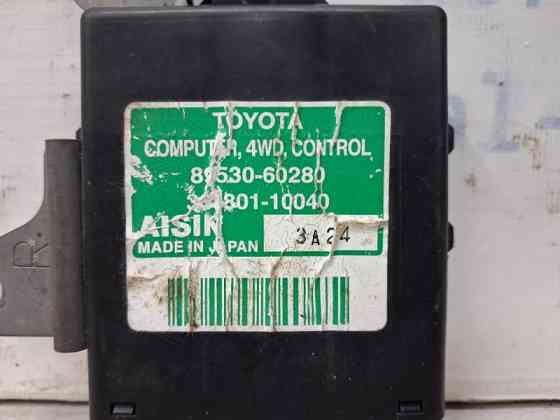 TOYOTA
COMPUTER, 4WD, CONTROL
89530-60280
AISIN
MADE IN JAPAN
3A24
R